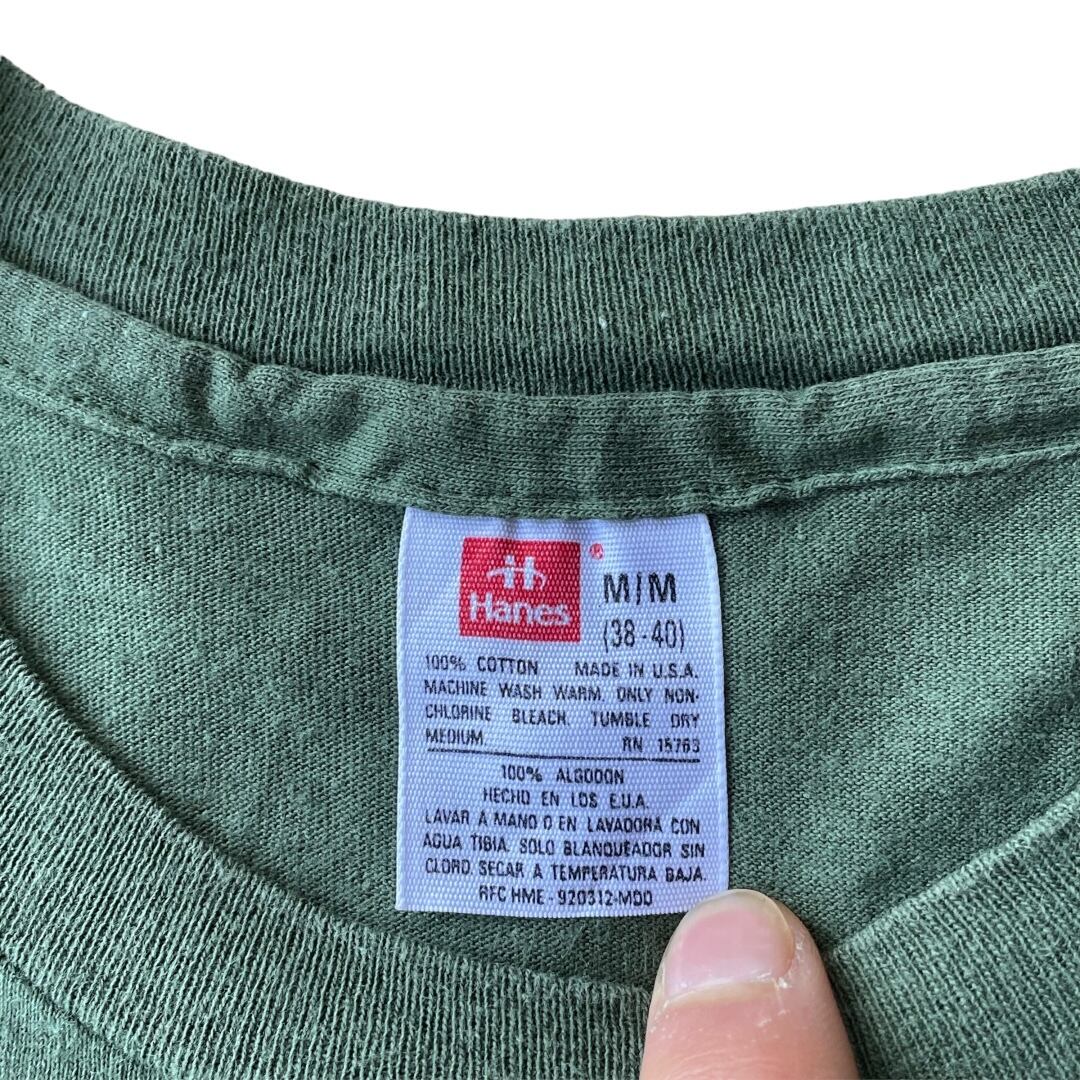 H
Hanes ®
M/M
(38-40)
100% COTTON MADE IN U.S.A.
MACHINE WASH WARM. ONLY NON-
CHLORINE BLEACH. TUMBLE DRY
MEDIUM. RN 15763
100% ALGODON
HECHO EN LOS E.U.A.
LAVAR A MANO O EN LAVADORA CON
AGUA TIBIA. SOLO BLANQUEADOR SIN
CLORO. SECAR A TEMPERATURA BAJA.
RFC HME-920312-MDO